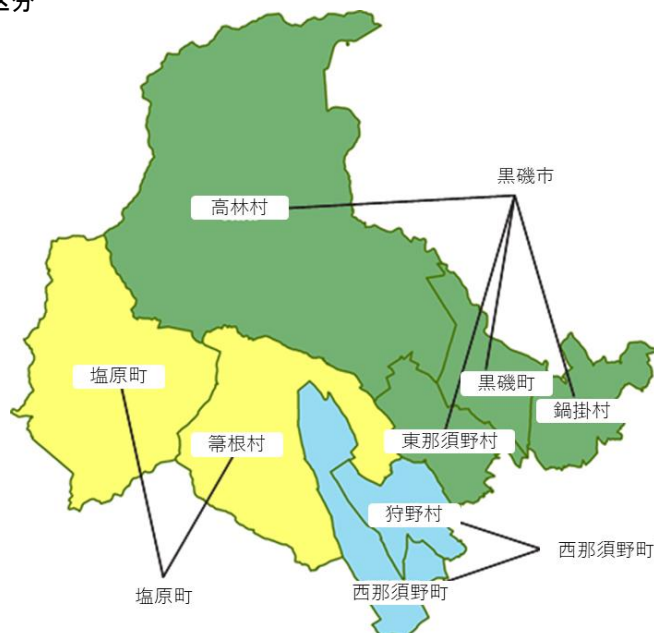 区分
黒磯市
高林村
塩原町
黒磯町
鍋掛村
箒根村
東那須野村
狩野村
西那須野町
西那須野町
塩原町